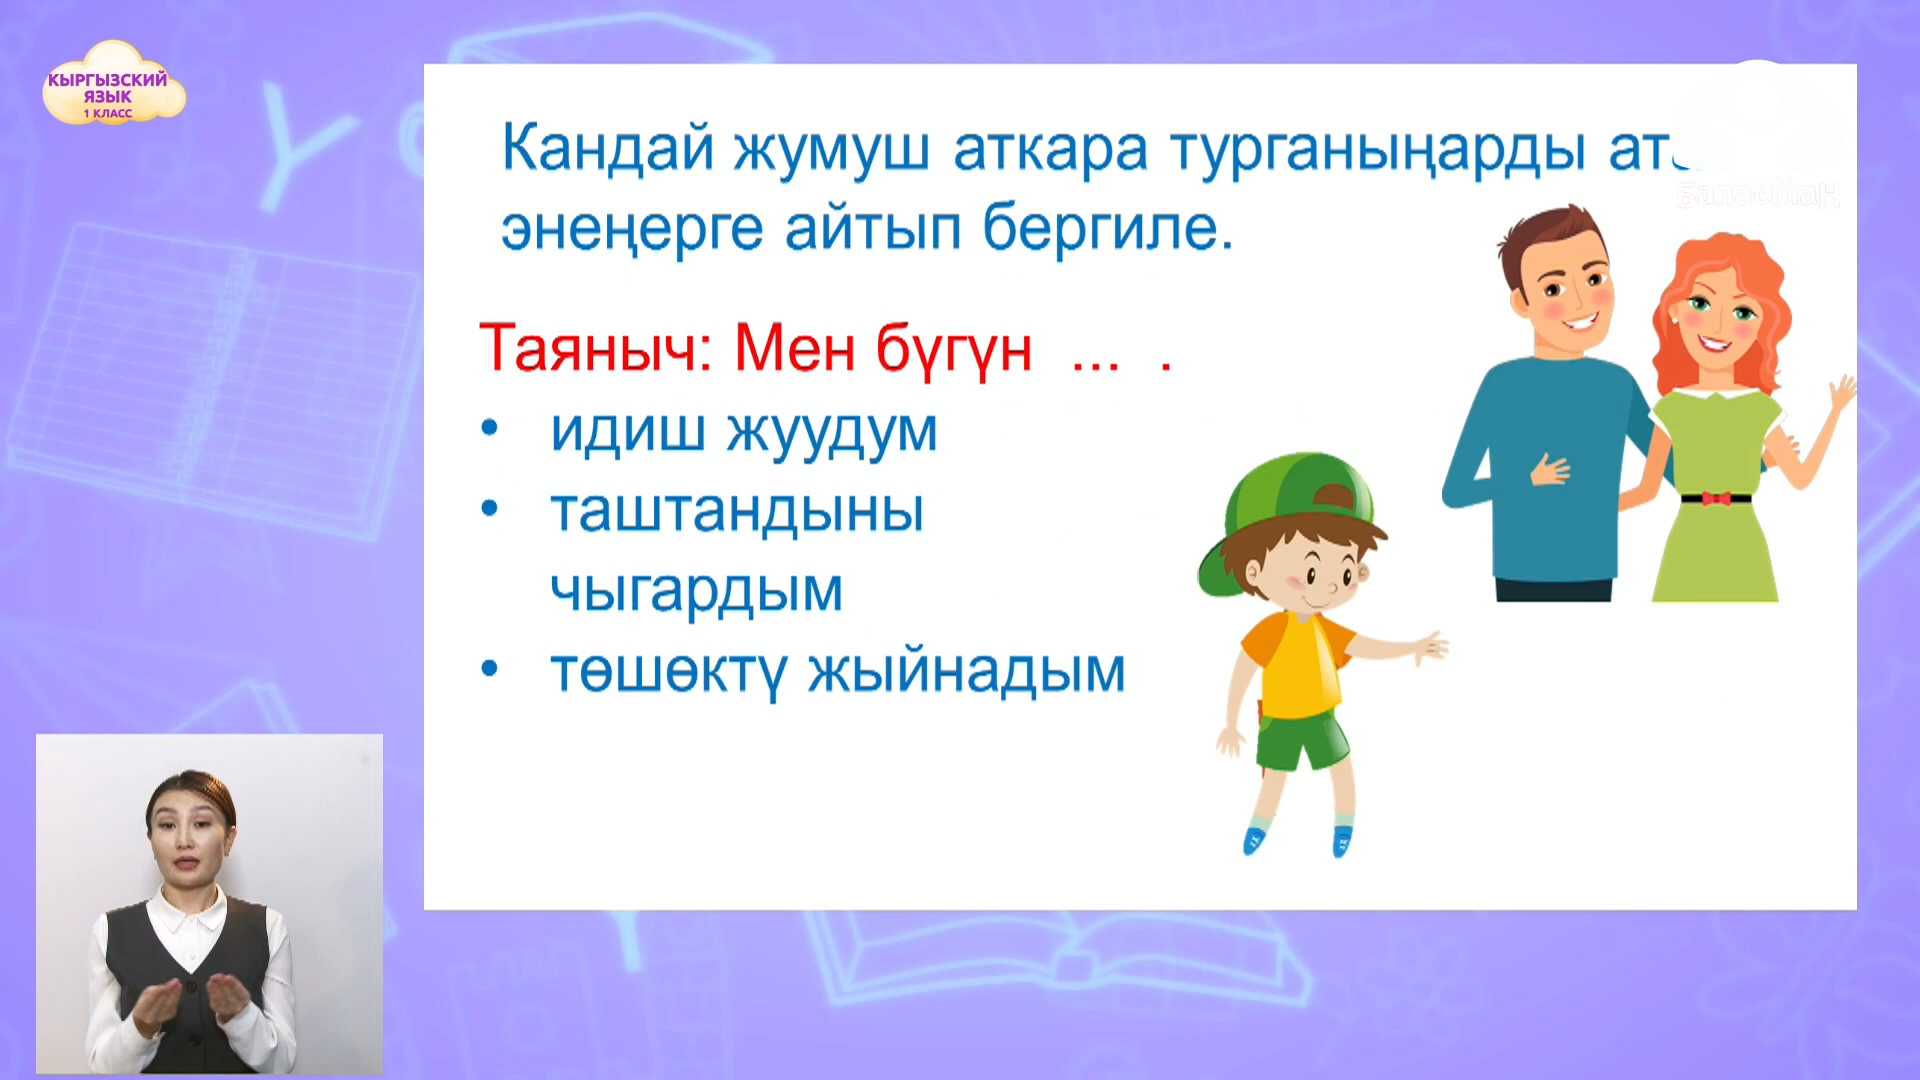 КЫРГЫЗСКИЙ
ЯЗЫК
1 КЛАСС
Кандай жумуш аткара турганыңарды
Баластан
энеңерге айтып бергиле.
Таяныч: Мен бүгүн ... .
• идиш жуудум
• таштандыны
чыгардым
• төшөктү жыйнадым